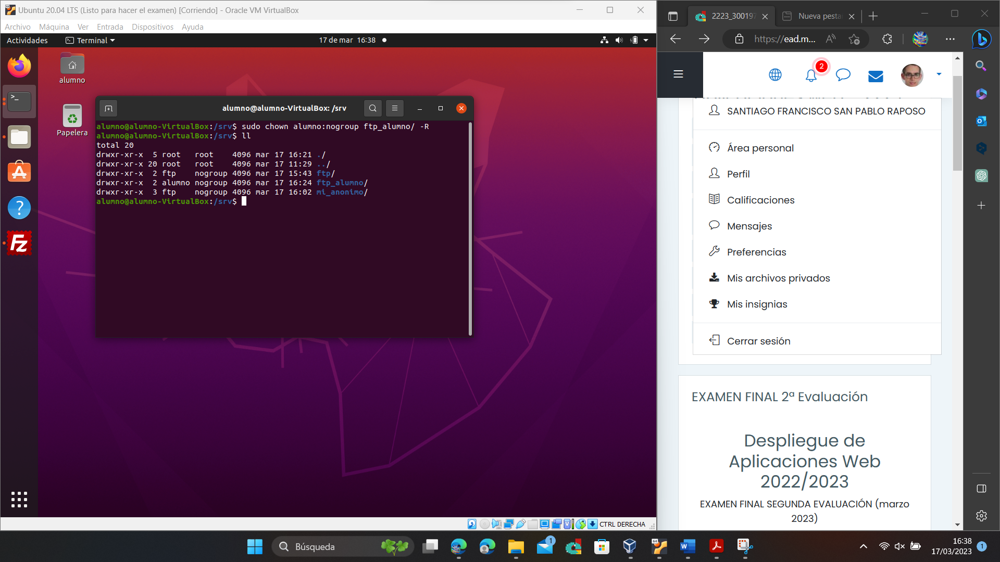 Ubuntu 20.04 LTS (Listo para hacer el examen) [Corriendo] - Oracle VM VirtualBox
Archivo Máquina Ver Entrada Dispositivos Ayuda
Actividades Terminal 17 de mar 16:38
alumno
Papelera
alumno@alumno-VirtualBox: /srv
alumno@alumno-VirtualBox:/srv$ sudo chown alumno:nogroup ftp_alumno/ -R
alumno@alumno-VirtualBox:/srv$ ll
total 20
drwxr-xr-x  5 root   root    4096 mar 17 16:21 ./
drwxr-xr-x 20 root   root    4096 mar 17 11:29 ../
drwxr-xr-x  2 ftp    nogroup 4096 mar 17 15:43 ftp/
drwxr-xr-x  2 alumno nogroup 4096 mar 17 16:24 ftp_alumno/
drwxr-xr-x  3 ftp    nogroup 4096 mar 17 16:02 mi_anonimo/
alumno@alumno-VirtualBox:/srv$
CTRL DERECHA
2223_300197 Nueva pesta
https://ead.m...
2
SANTIAGO FRANCISCO SAN PABLO RAPOSO
Área personal
Perfil
Calificaciones
Mensajes
Preferencias
Mis archivos privados
Mis insignias
Cerrar sesión
EXAMEN FINAL 2ª Evaluación
Despliegue de
Aplicaciones Web
2022/2023
EXAMEN FINAL SEGUNDA EVALUACIÓN (marzo
2023)
Búsqueda
1
64
16:38
17/03/2023
1